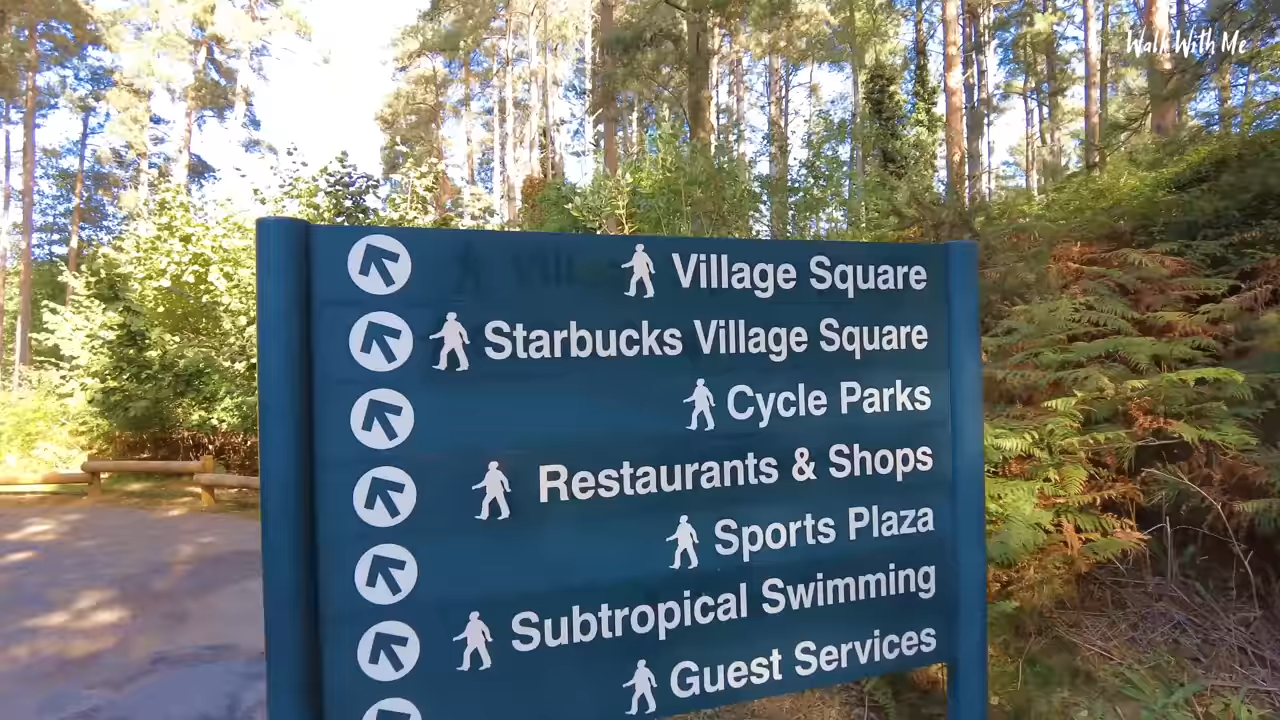 Walk With Me
Village Square
Starbucks Village Square
Cycle Parks
Restaurants & Shops
Sports Plaza
Subtropical Swimming
Guest Services